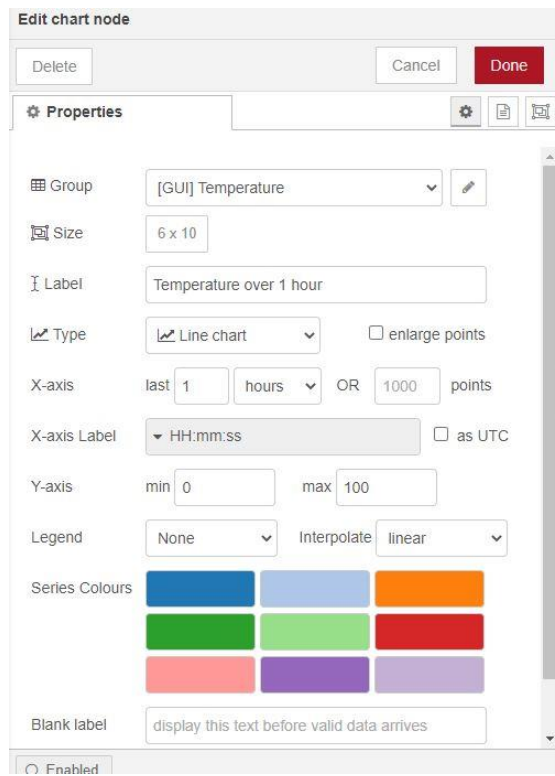 Edit chart node
Delete Cancel Done
Properties
Group [GUI] Temperature
Size 6 x 10
Label Temperature over 1 hour
Type Line chart enlarge points
X-axis last 1 hours OR 1000 points
X-axis Label HH:mm:ss as UTC
Y-axis min 0 max 100
Legend None Interpolate linear
Series Colours
Blank label display this text before valid data arrives
Enabled